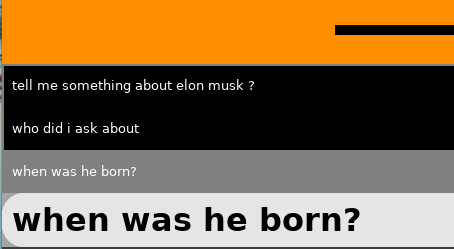 tell me something about elon musk ?
who did i ask about
when was he born?
when was he born?